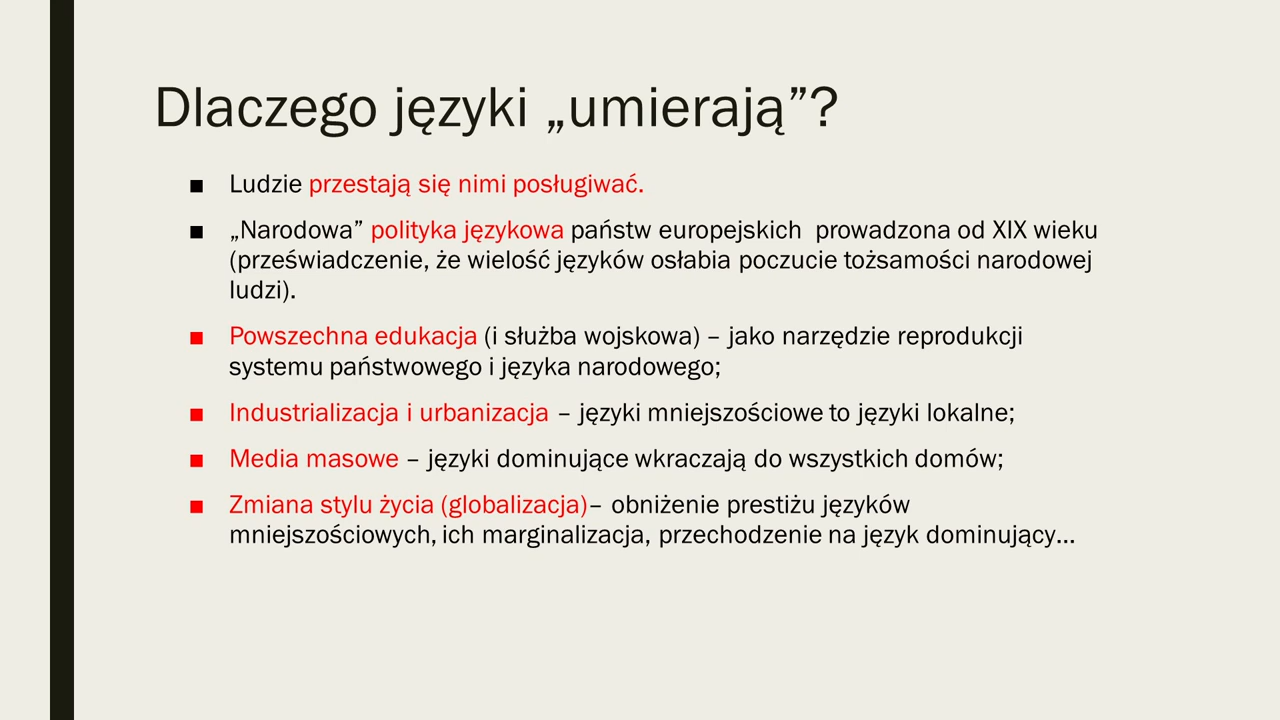 Dlaczego języki „umierają”?
■ Ludzie przestają się nimi posługiwać.
■ „Narodowa” polityka językowa państw europejskich  prowadzona od XIX wieku
(przeświadczenie, że wielość języków osłabia poczucie tożsamości narodowej
ludzi).
■ Powszechna edukacja (i służba wojskowa) – jako narzędzie reprodukcji
systemu państwowego i języka narodowego;
■ Industrializacja i urbanizacja – języki mniejszościowe to języki lokalne;
■ Media masowe – języki dominujące wkraczają do wszystkich domów;
■ Zmiana stylu życia (globalizacja)– obniżenie prestiżu języków
mniejszościowych, ich marginalizacja, przechodzenie na język dominujący...